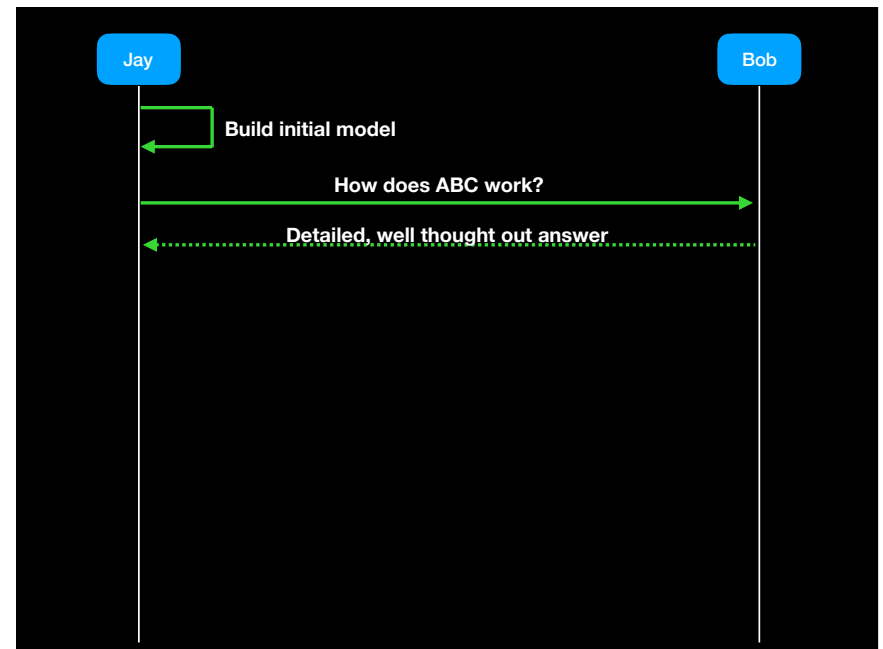 Jay
Bob
Build initial model
How does ABC work?
Detailed, well thought out answer